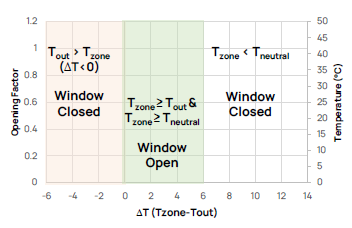 1.2
1
0.8
0.6
0.4
0.2
0
Opening Factor
50
45
40
35
30
25
20
15
10
5
0
Temperature (°C)
Tout > Tzone
(ΔT<0)
Window
Closed
Tzone ≥ Tout &
Tzone ≥ Tneutral
Window
Open
Tzone < Tneutral
Window
Closed
-6 -4 -2 0 2 4 6 8 10 12 14
ΔT (Tzone-Tout)